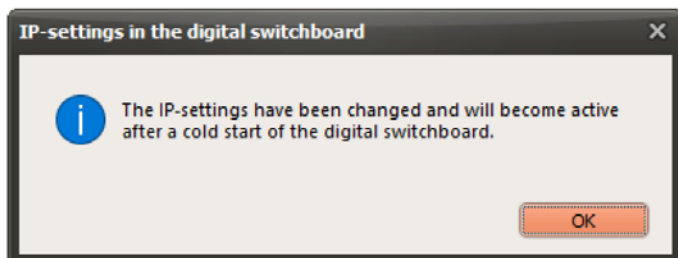 IP-settings in the digital switchboard
The IP-settings have been changed and will become active
after a cold start of the digital switchboard.
OK